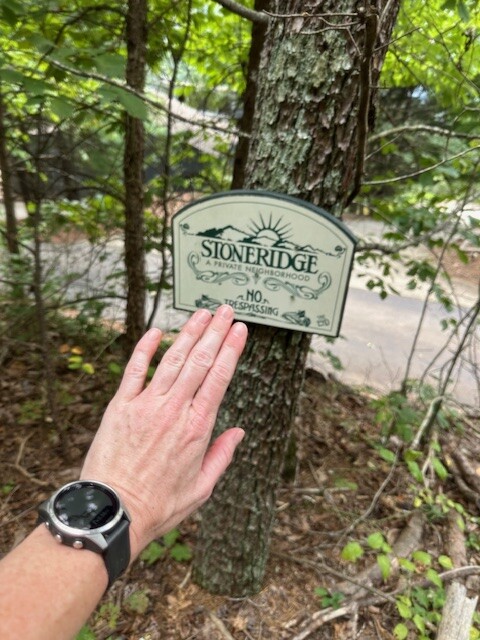 STONERIDGE
A PRIVATE NEIGHBORHOOD
NO
TRESPASSING